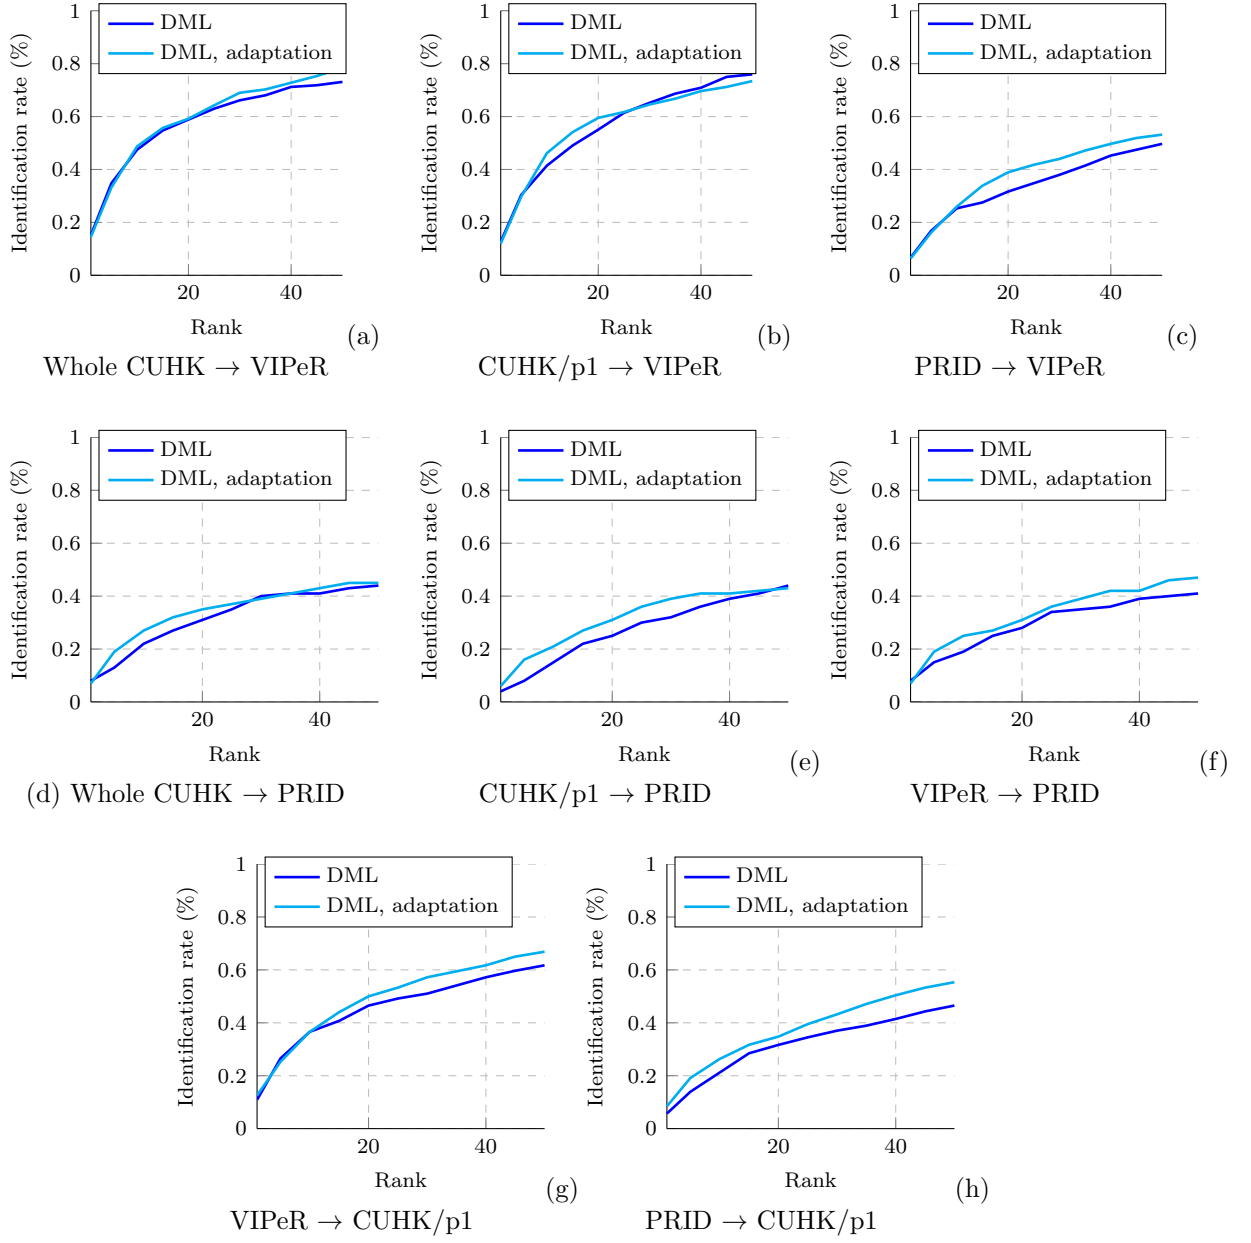 1
0.8
0.6
0.4
0.2
0
20
40
Identification rate (%)
Rank
DML
DML, adaptation
(a)
Whole CUHK → VIPeR
1
0.8
0.6
0.4
0.2
0
20
40
Identification rate (%)
Rank
DML
DML, adaptation
(b)
CUHK/p1 → VIPeR
1
0.8
0.6
0.4
0.2
0
20
40
Identification rate (%)
Rank
DML
DML, adaptation
(c)
PRID → VIPeR
1
0.8
0.6
0.4
0.2
0
20
40
Identification rate (%)
Rank
DML
DML, adaptation
(d) Whole CUHK → PRID
1
0.8
0.6
0.4
0.2
0
20
40
Identification rate (%)
Rank
DML
DML, adaptation
(e)
CUHK/p1 → PRID
1
0.8
0.6
0.4
0.2
0
20
40
Identification rate (%)
Rank
DML
DML, adaptation
(f)
VIPeR → PRID
1
0.8
0.6
0.4
0.2
0
20
40
Identification rate (%)
Rank
DML
DML, adaptation
(g)
VIPeR → CUHK/p1
1
0.8
0.6
0.4
0.2
0
20
40
Identification rate (%)
Rank
DML
DML, adaptation
(h)
PRID → CUHK/p1